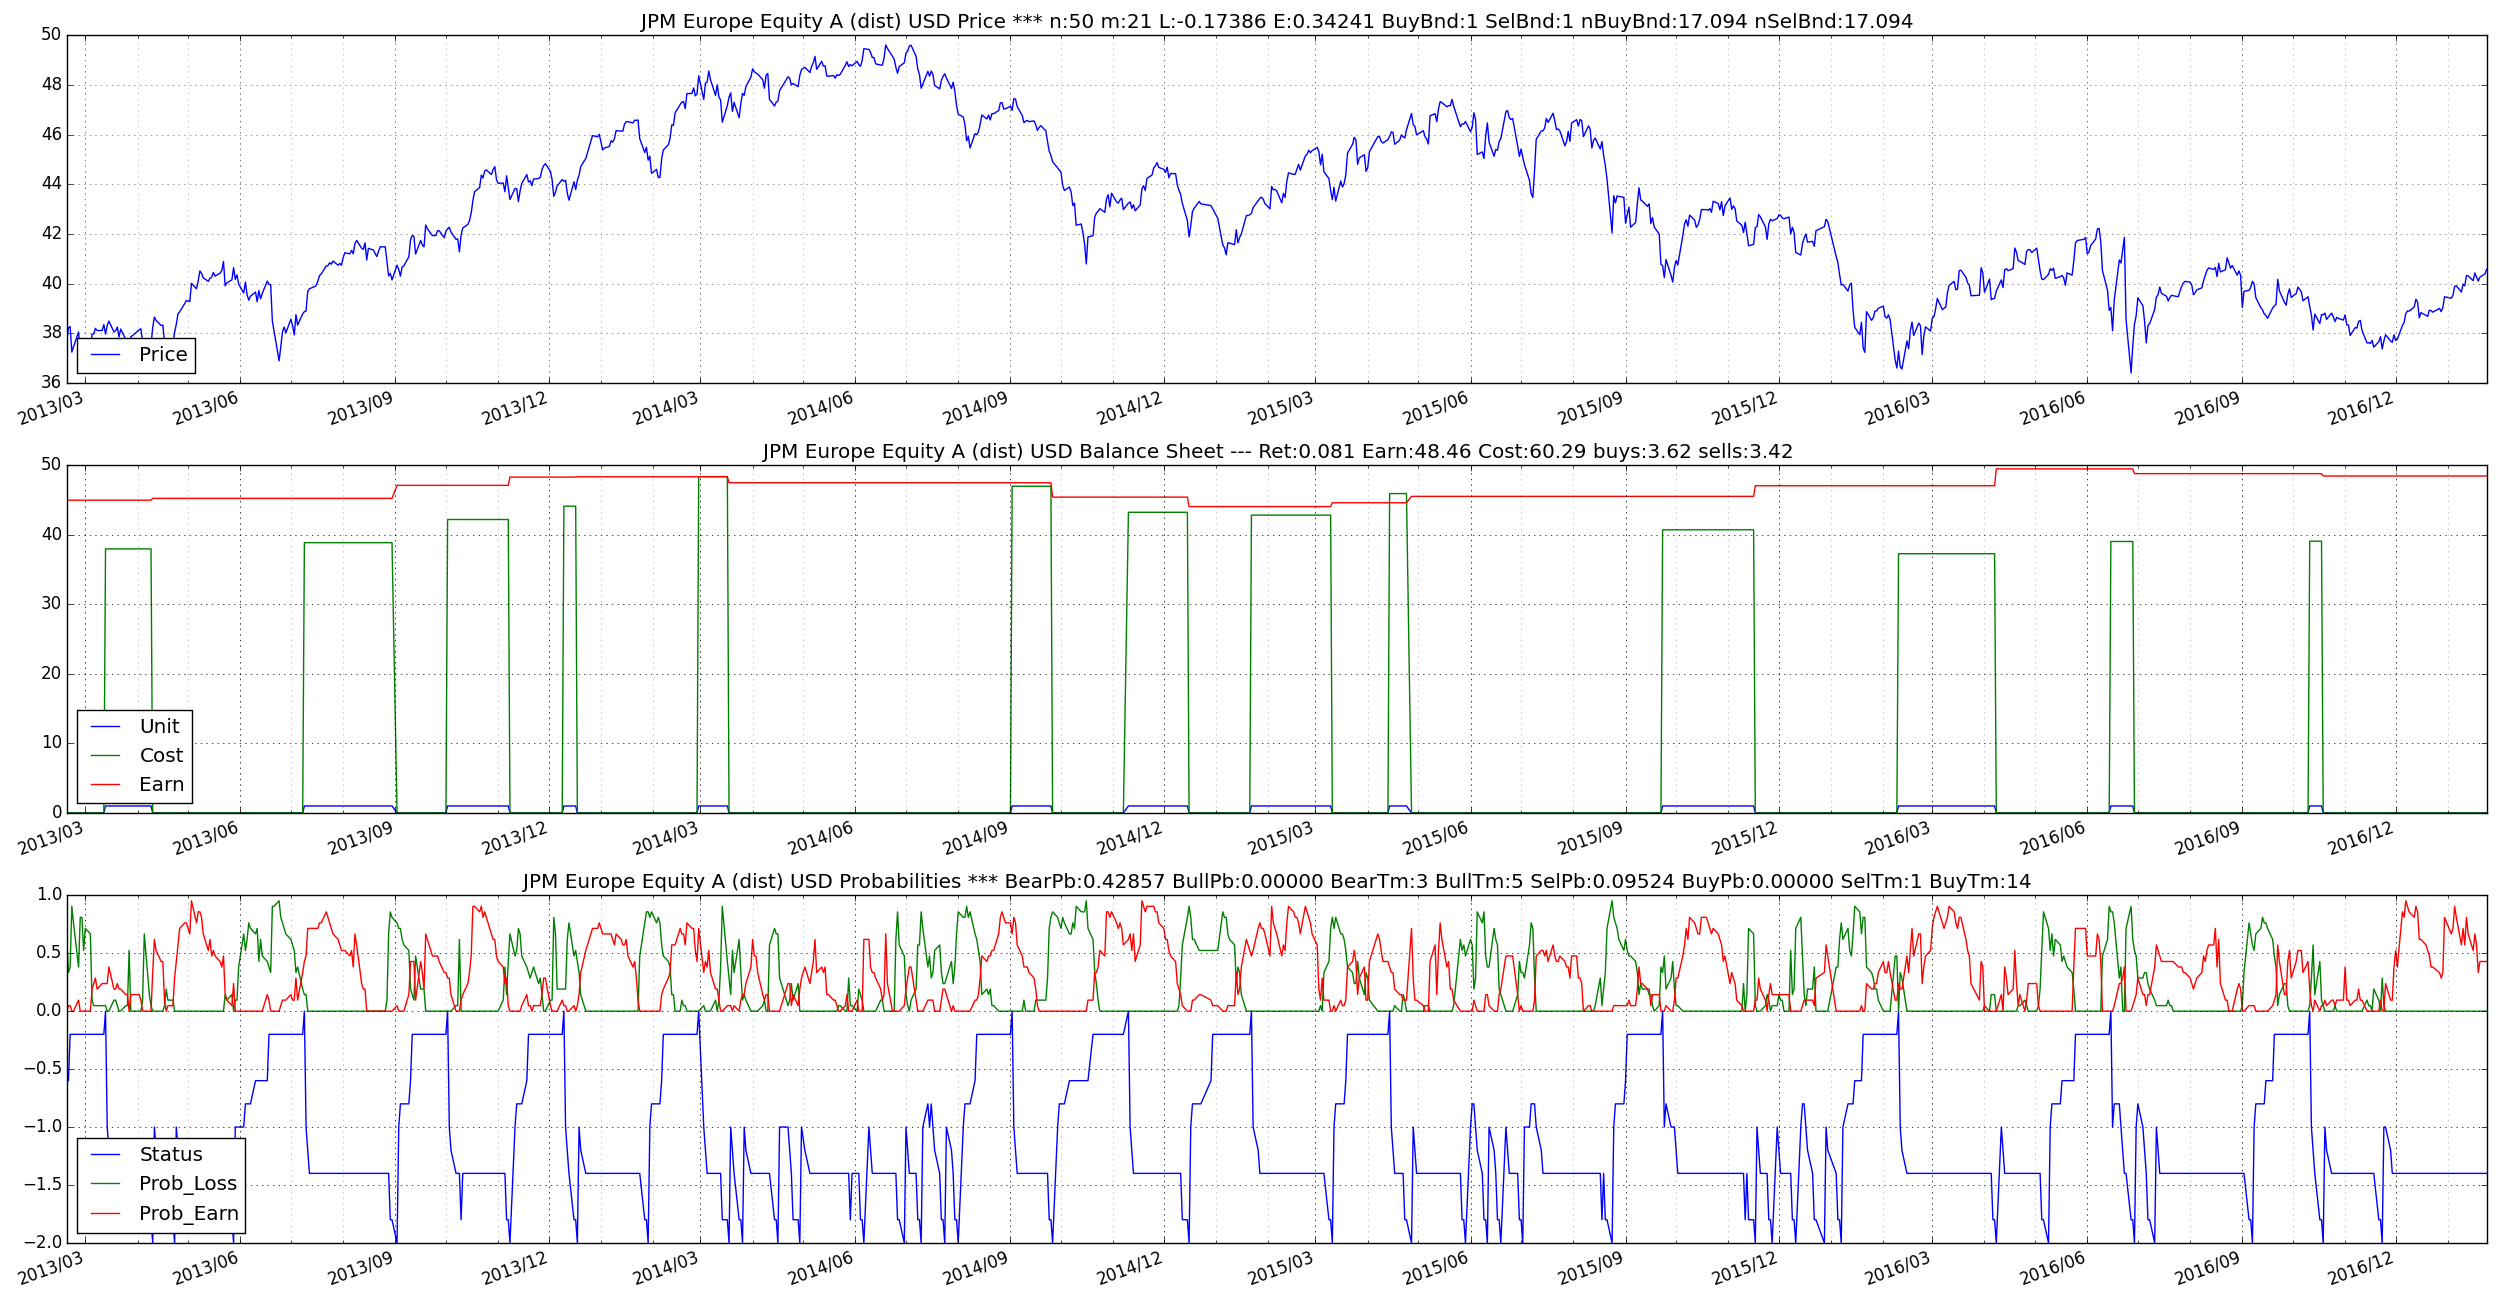 JPM Europe Equity A (dist) USD Price *** n:50 m:21 L:-0.17386 E:0.34241 BuyBnd:1 SelBnd:1 nBuyBnd:17.094 nSelBnd:17.094
50
48
46
44
42
40
38
36
Price
2013/03 2013/06 2013/09 2013/12 2014/03 2014/06 2014/09 2014/12 2015/03 2015/06 2015/09 2015/12 2016/03 2016/06 2016/09 2016/12
JPM Europe Equity A (dist) USD Balance Sheet --- Ret:0.081 Earn:48.46 Cost:60.29 buys:3.62 sells:3.42
50
40
30
20
10
0
Unit
Cost
Earn
2013/03 2013/06 2013/09 2013/12 2014/03 2014/06 2014/09 2014/12 2015/03 2015/06 2015/09 2015/12 2016/03 2016/06 2016/09 2016/12
JPM Europe Equity A (dist) USD Probabilities *** BearPb:0.42857 BullPb:0.00000 BearTm:3 BullTm:5 SelPb:0.09524 BuyPb:0.00000 SelTm:1 BuyTm:14
1.0
0.5
0.0
−0.5
−1.0
−1.5
−2.0
Status
Prob_Loss
Prob_Earn
2013/03 2013/06 2013/09 2013/12 2014/03 2014/06 2014/09 2014/12 2015/03 2015/06 2015/09 2015/12 2016/03 2016/06 2016/09 2016/12